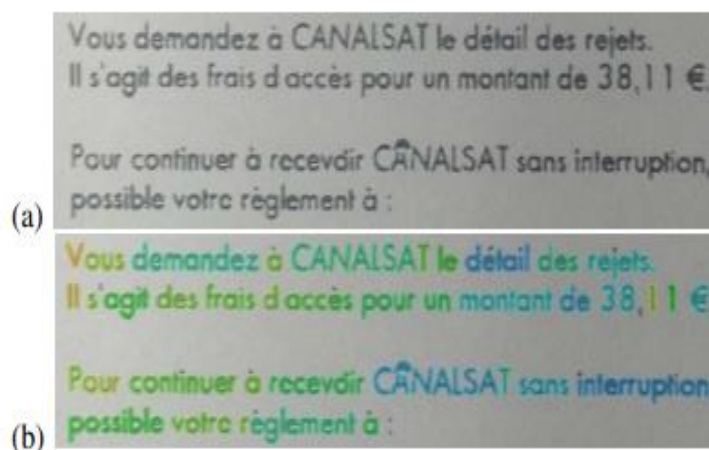 Vous demandez à CANALSAT le détail des rejets.
Il s'agit des frais d'accès pour un montant de 38,11 €,
Pour continuer à recevoir CANALSAT sans interruption,
possible votre règlement à :
(a)
Vous demandez à CANALSAT le détail des rejets.
Il s'agit des frais d'accès pour un montant de 38,11 €
Pour continuer à recevoir CANALSAT sans interruption
possible votre règlement à :
(b)